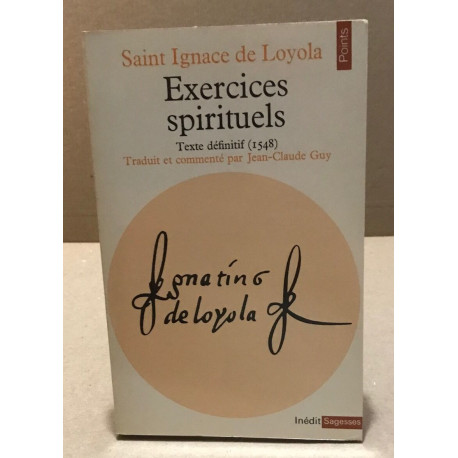 Saint Ignace de Loyola
Points
Exercices
spirituels
Texte définitif (1548)
Traduit et commenté par Jean-Claude Guy
Ignatius
de loyola
Inédit Sagesses